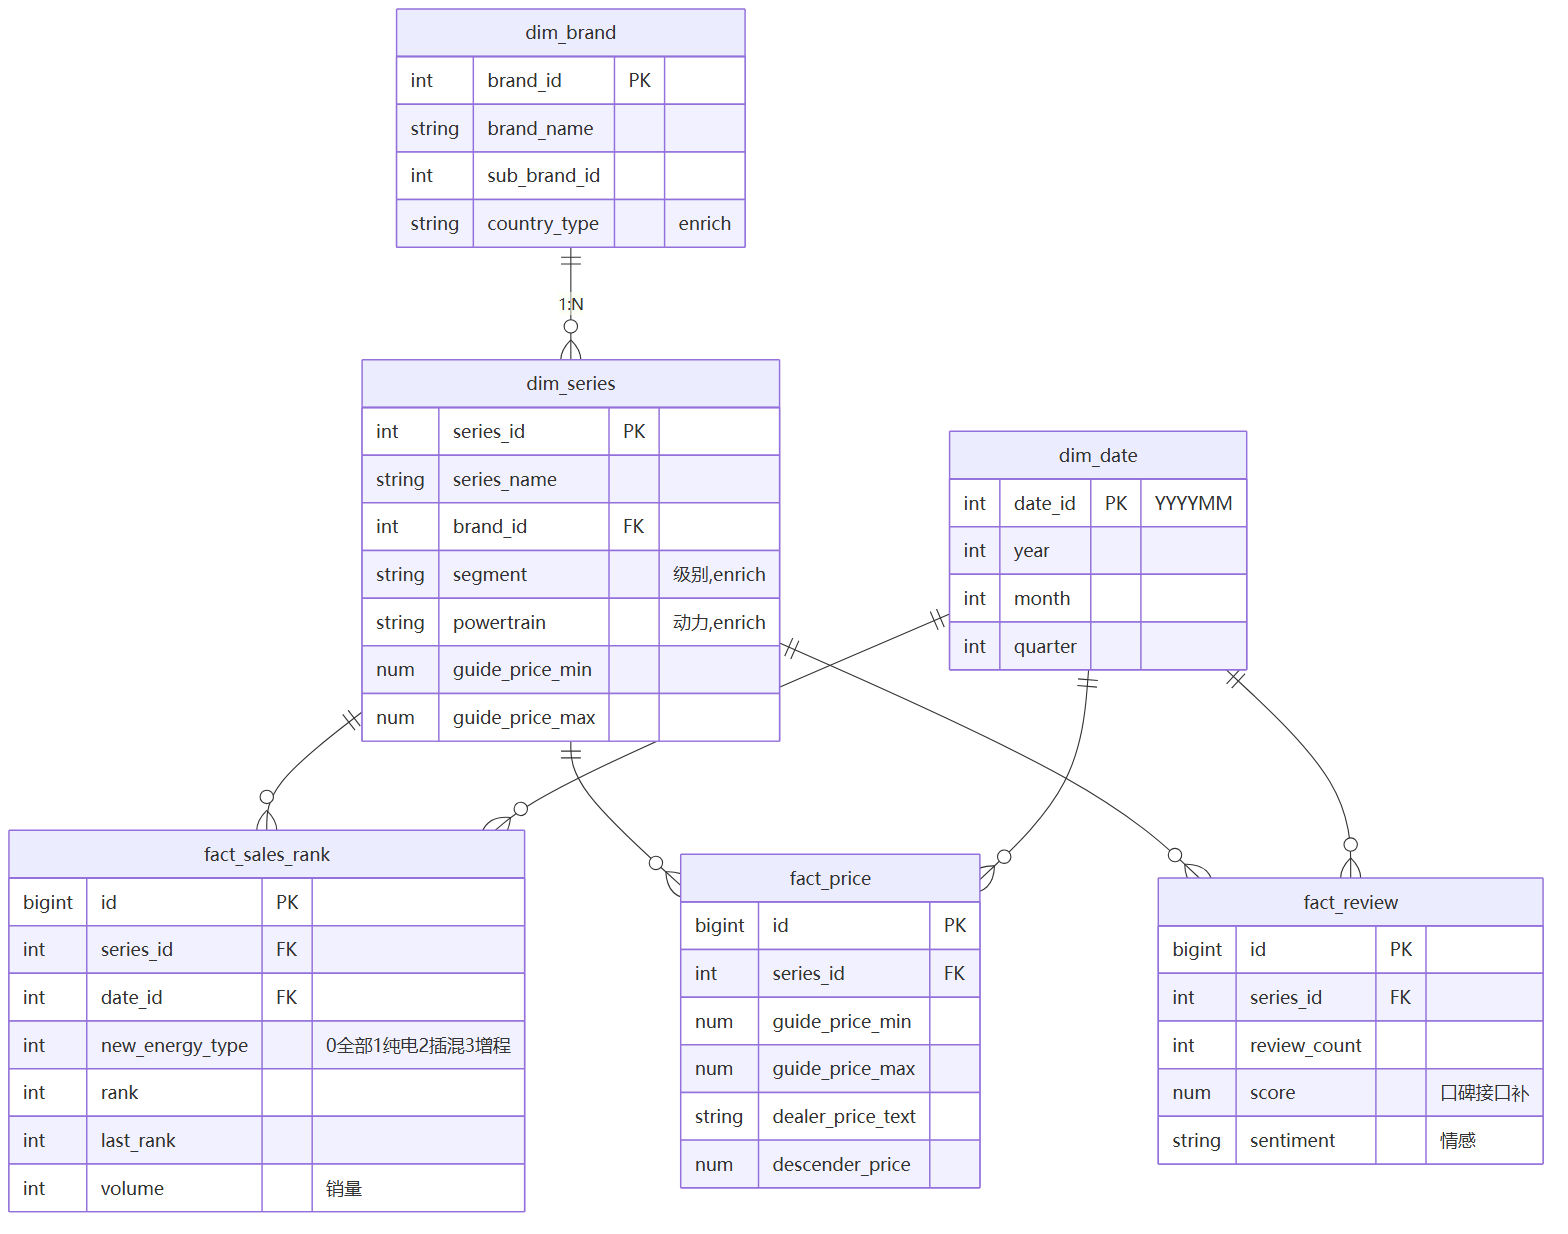 dim_brand
int brand_id PK
string brand_name
int sub_brand_id
string country_type enrich
1:N
dim_series
int series_id PK
string series_name
int brand_id FK
string segment 级别,enrich
string powertrain 动力,enrich
num guide_price_min
num guide_price_max
dim_date
int date_id PK YYYYMM
int year
int month
int quarter
fact_sales_rank
bigint id PK
int series_id FK
int date_id FK
int new_energy_type 0全部1纯电2插混3增程
int rank
int last_rank
int volume 销量
fact_price
bigint id PK
int series_id FK
num guide_price_min
num guide_price_max
string dealer_price_text
num descender_price
fact_review
bigint id PK
int series_id FK
int review_count
num score 口碑接口补
string sentiment 情感